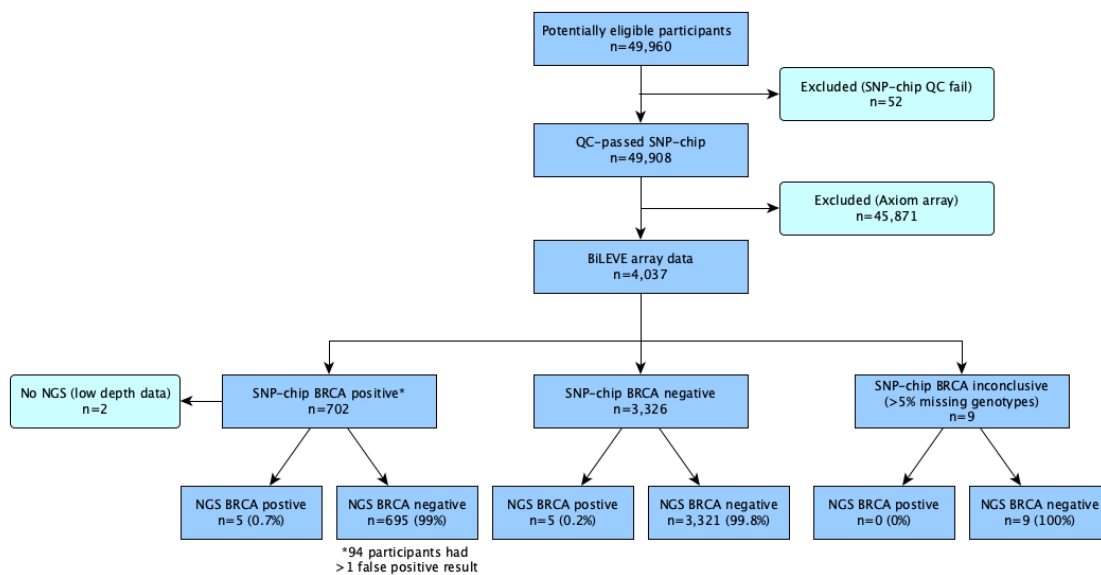 Potentially eligible participants
n=49,960
Excluded (SNP-chip QC fail)
n=52
QC-passed SNP-chip
n=49,908
Excluded (Axiom array)
n=45,871
BiLEVE array data
n=4,037
No NGS (low depth data)
n=2
SNP-chip BRCA positive*
n=702
SNP-chip BRCA negative
n=3,326
SNP-chip BRCA inconclusive
(>5% missing genotypes)
n=9
NGS BRCA postive
n=5 (0.7%)
NGS BRCA negative
n=695 (99%)
NGS BRCA postive
n=5 (0.2%)
NGS BRCA negative
n=3,321 (99.8%)
NGS BRCA postive
n=0 (0%)
NGS BRCA negative
n=9 (100%)
*94 participants had
>1 false positive result